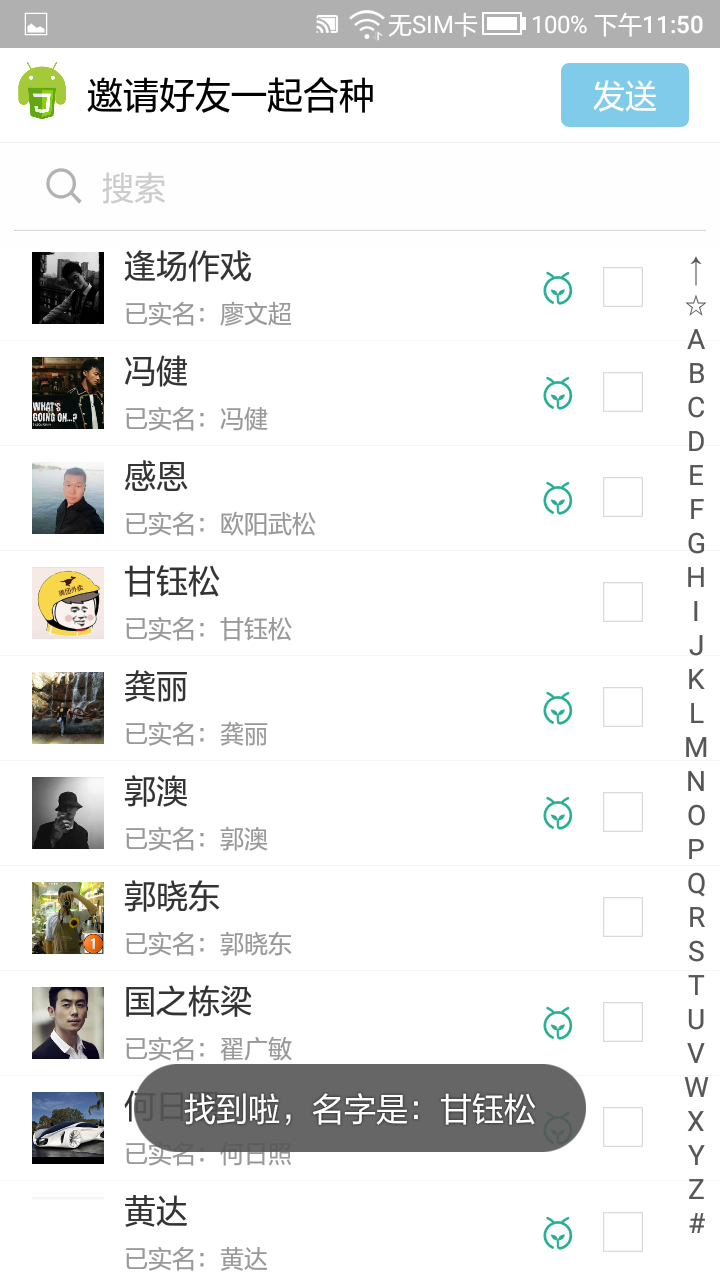 无SIM卡 100% 下午11:50
邀请好友一起合种
发送
搜索
逢场作戏
已实名：廖文超
冯健
已实名：冯健
WHAT'S
GOING ON...?
感恩
已实名：欧阳武松
甘钰松
已实名：甘钰松
龚丽
已实名：龚丽
郭澳
已实名：郭澳
郭晓东
已实名：郭晓东
1
国之栋梁
已实名：翟广敏
何日
找到啦，名字是：甘钰松
已实名：何日照
黄达
已实名：黄达
↑
☆
A
B
C
D
E
F
G
H
I
J
K
L
M
N
O
P
Q
R
S
T
U
V
W
X
Y
Z
#